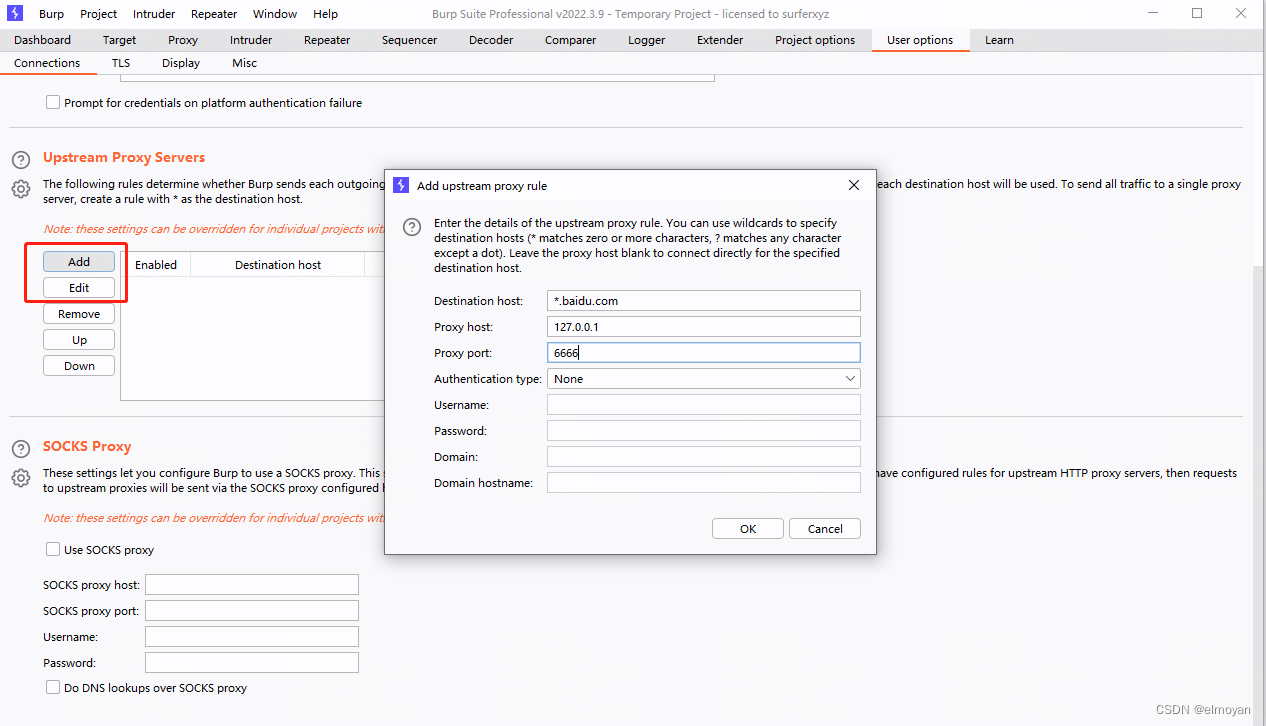 Burp Project Intruder Repeater Window Help
Burp Suite Professional v2022.3.9 - Temporary Project - licensed to surferxyz
Dashboard Target Proxy Intruder Repeater Sequencer Decoder Comparer Logger Extender Project options User options Learn
Connections TLS Display Misc
Prompt for credentials on platform authentication failure
Upstream Proxy Servers
The following rules determine whether Burp sends each outgoing
each destination host will be used. To send all traffic to a single proxy
server, create a rule with * as the destination host.
Note: these settings can be overridden for individual projects with
Add
Edit
Remove
Up
Down
Enabled Destination host
Add upstream proxy rule
Enter the details of the upstream proxy rule. You can use wildcards to specify
destination hosts (* matches zero or more characters, ? matches any character
except a dot). Leave the proxy host blank to connect directly for the specified
destination host.
Destination host: *.baidu.com
Proxy host: 127.0.0.1
Proxy port: 6666
Authentication type: None
Username:
Password:
Domain:
Domain hostname:
OK Cancel
SOCKS Proxy
These settings let you configure Burp to use a SOCKS proxy. This
have configured rules for upstream HTTP proxy servers, then requests
to upstream proxies will be sent via the SOCKS proxy configured
Note: these settings can be overridden for individual projects with
Use SOCKS proxy
SOCKS proxy host:
SOCKS proxy port:
Username:
Password:
Do DNS lookups over SOCKS proxy
CSDN @elmoyan